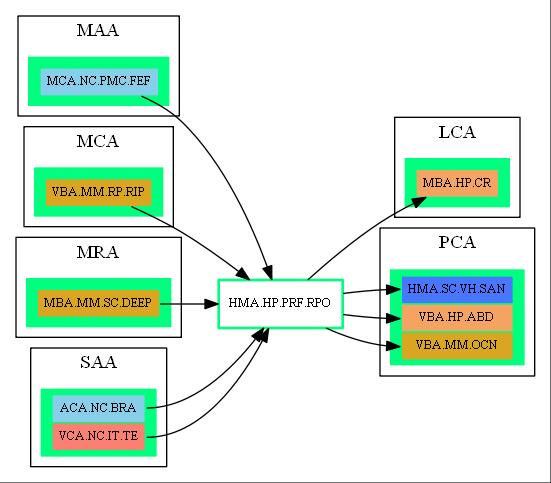 MAA
MCA.NC.PMC.FEF
MCA
VBA.MM.RP.RIP
MRA
MBA.MM.SC.DEEP
SAA
ACA.NC.BRA
VCA.NC.IT.TE
HMA.HP.PRF.RPO
LCA
MBA.HP.CR
PCA
HMA.SC.VH.SAN
VBA.HP.ABD
VBA.MM.OCN